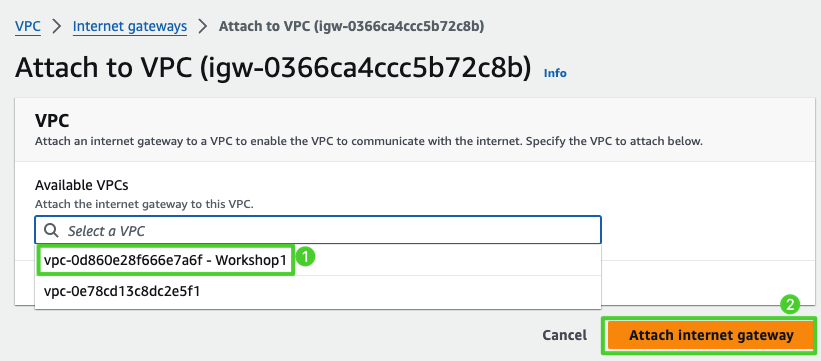 VPC > Internet gateways > Attach to VPC (igw-0366ca4ccc5b72c8b)
Attach to VPC (igw-0366ca4ccc5b72c8b) Info
VPC
Attach an internet gateway to a VPC to enable the VPC to communicate with the internet. Specify the VPC to attach below.
Available VPCs
Attach the internet gateway to this VPC.
Select a VPC
vpc-0d860e28f666e7a6f - Workshop1 1
vpc-0e78cd13c8dc2e5f1
2
Cancel Attach internet gateway